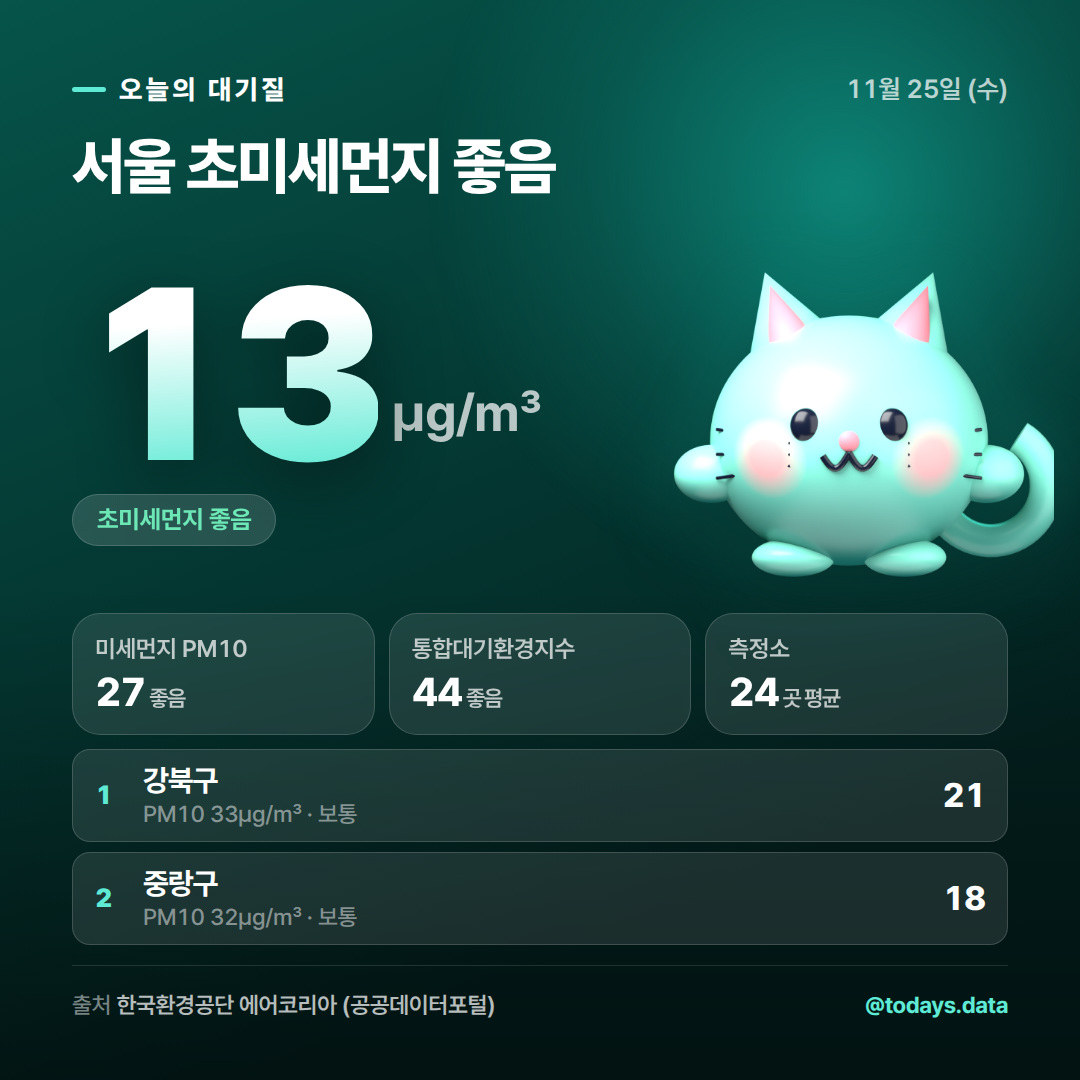 오늘의 대기질
11월 25일 (수)
서울 초미세먼지 좋음
13 µg/m³
초미세먼지 좋음
미세먼지 PM10
27 좋음
통합대기환경지수
44 좋음
측정소
24 곳 평균
1 강북구 21
PM10 33µg/m³ · 보통
2 중랑구 18
PM10 32µg/m³ · 보통
출처 한국환경공단 에어코리아 (공공데이터포털)
@todays.data